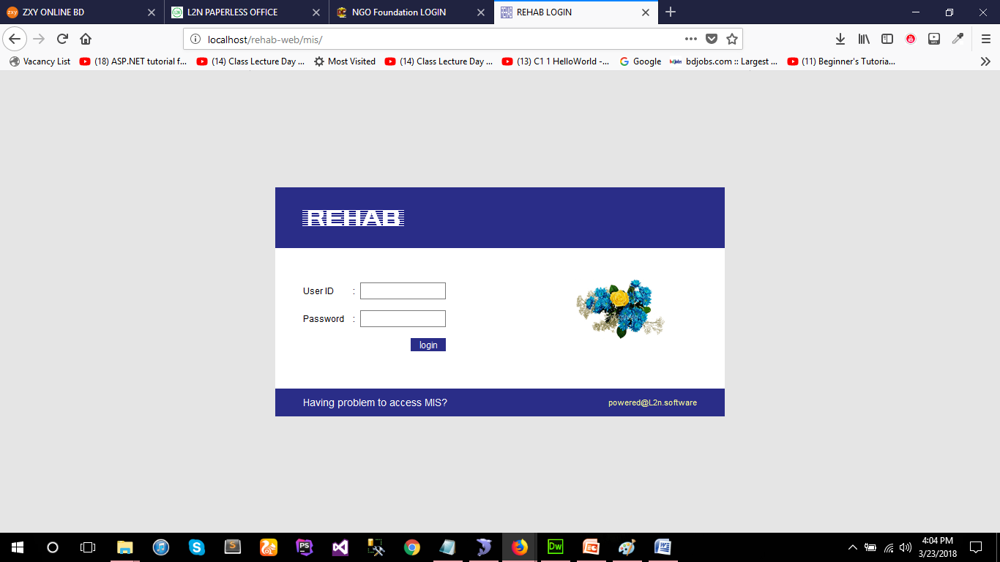 ZXY ONLINE BD
L2N PAPERLESS OFFICE
NGO Foundation LOGIN
REHAB LOGIN
localhost/rehab-web/mis/
Vacancy List
(18) ASP.NET tutorial f...
(14) Class Lecture Day ...
Most Visited
(14) Class Lecture Day ...
(13) C1 1 HelloWorld -...
Google
bdjobs.com :: Largest ...
(11) Beginner's Tutoria...
REHAB
User ID :
Password :
login
Having problem to access MIS?
powered@L2n.software
4:04 PM
3/23/2018